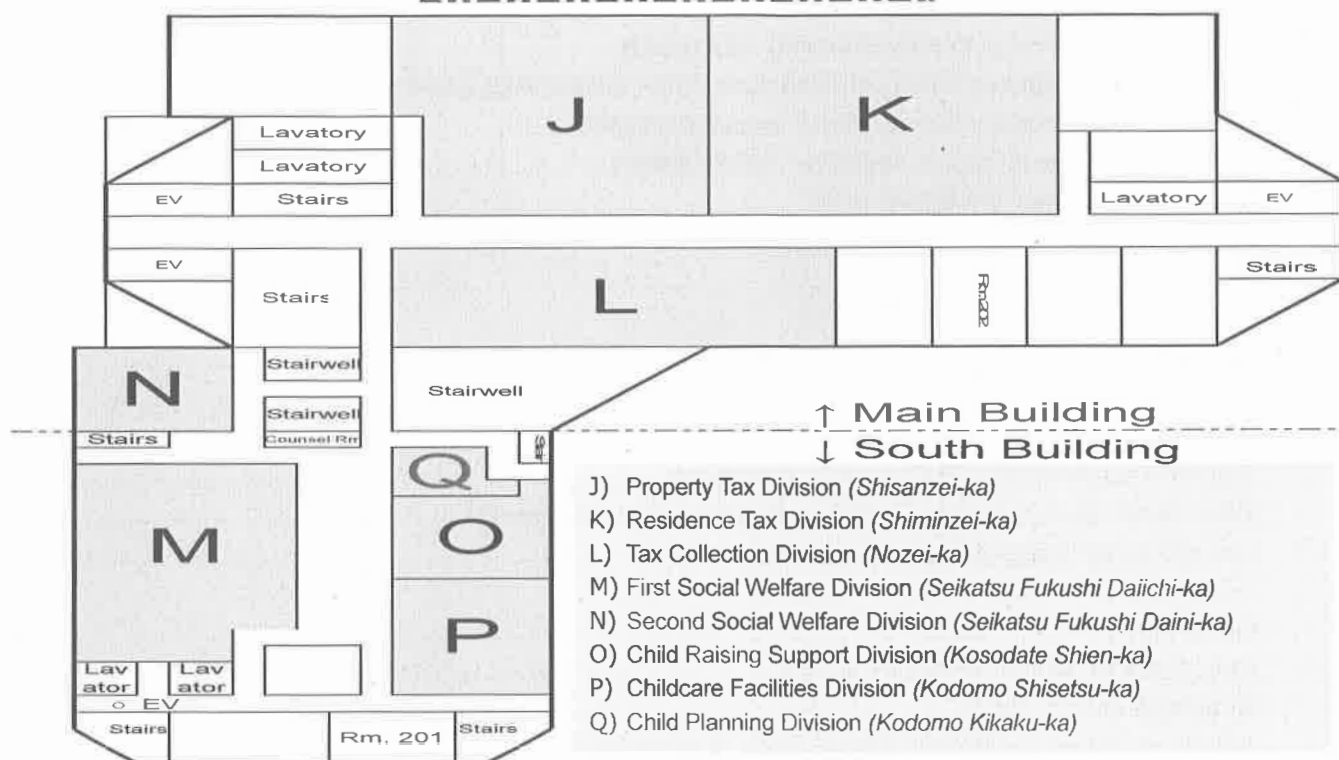 J
K
Lavatory
Lavatory
EV
Stairs
Lavatory
EV
EV
Stairs
L
Rm202
Stairs
N
Stairwell
Stairwell
Stairwell
Counsel Rm
Stairs
↑ Main Building
↓ South Building
Q
M
O
P
Lav
ator
Lav
ator
○ EV
Stairs
Rm. 201
Stairs
J) Property Tax Division (Shisanzei-ka)
K) Residence Tax Division (Shiminzei-ka)
L) Tax Collection Division (Nozei-ka)
M) First Social Welfare Division (Seikatsu Fukushi Daiichi-ka)
N) Second Social Welfare Division (Seikatsu Fukushi Daini-ka)
O) Child Raising Support Division (Kosodate Shien-ka)
P) Childcare Facilities Division (Kodomo Shisetsu-ka)
Q) Child Planning Division (Kodomo Kikaku-ka)